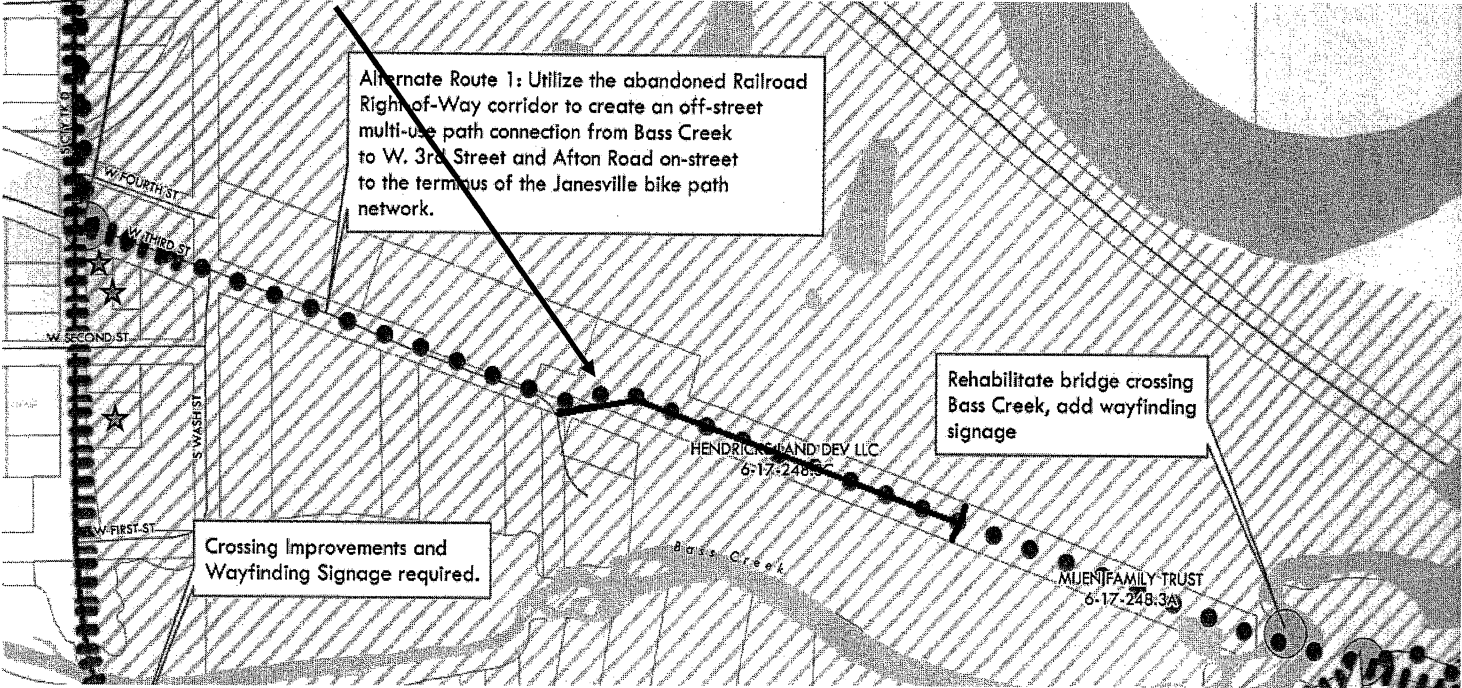 Alternate Route 1: Utilize the abandoned Railroad
Right-of-Way corridor to create an off-street
multi-use path connection from Bass Creek
to W. 3rd Street and Afton Road on-street
to the terminus of the Janesville bike path
network.
W FOURTH ST
W THIRD ST
W SECOND ST
S WASH ST
W FIRST ST
Rehabilitate bridge crossing
Bass Creek, add wayfinding
signage
HENDRICKS LAND DEV LLC
Crossing Improvements and
Wayfinding Signage required.
Bass Creek
FAMILY TRUST
6-17-248.3A